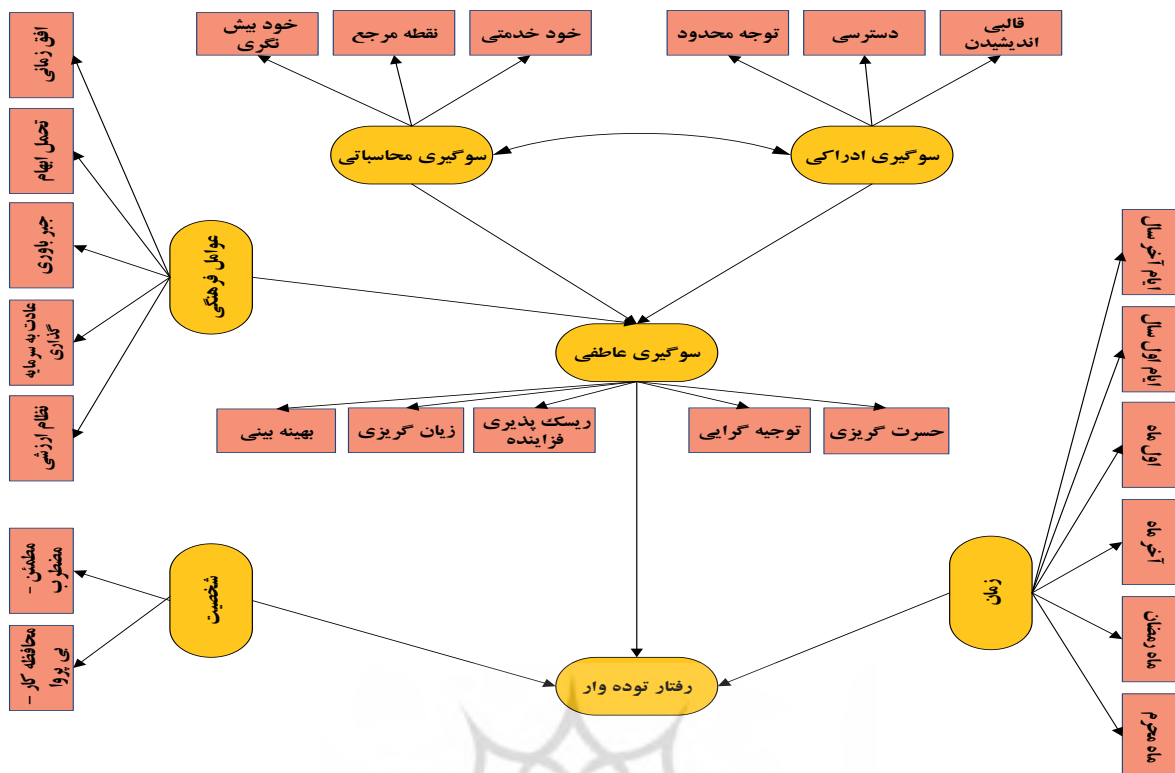 قالبی
اندیشیدن
دسترسی
توجه محدود
خود خدمتی
نقطه مرجع
خود بیش
نگری
سوگیری ادراکی
سوگیری محاسباتی
افق زمانی
تحمل ابهام
جبر باوری
عادت به سرمایه
گذاری
نظام ارزشی
عوامل فرهنگی
سوگیری عاطفی
حسرت گریزی
توجیه گرایی
ریسک پذیری
فزاینده
زیان گریزی
بهینه بینی
ایام آخر سال
ایام اول سال
اول ماه
آخر ماه
ماه رمضان
ماه محرم
زمان
شخصیت
مطمئن -
مضطرب
محافظه کار -
بی پروا
رفتار توده وار